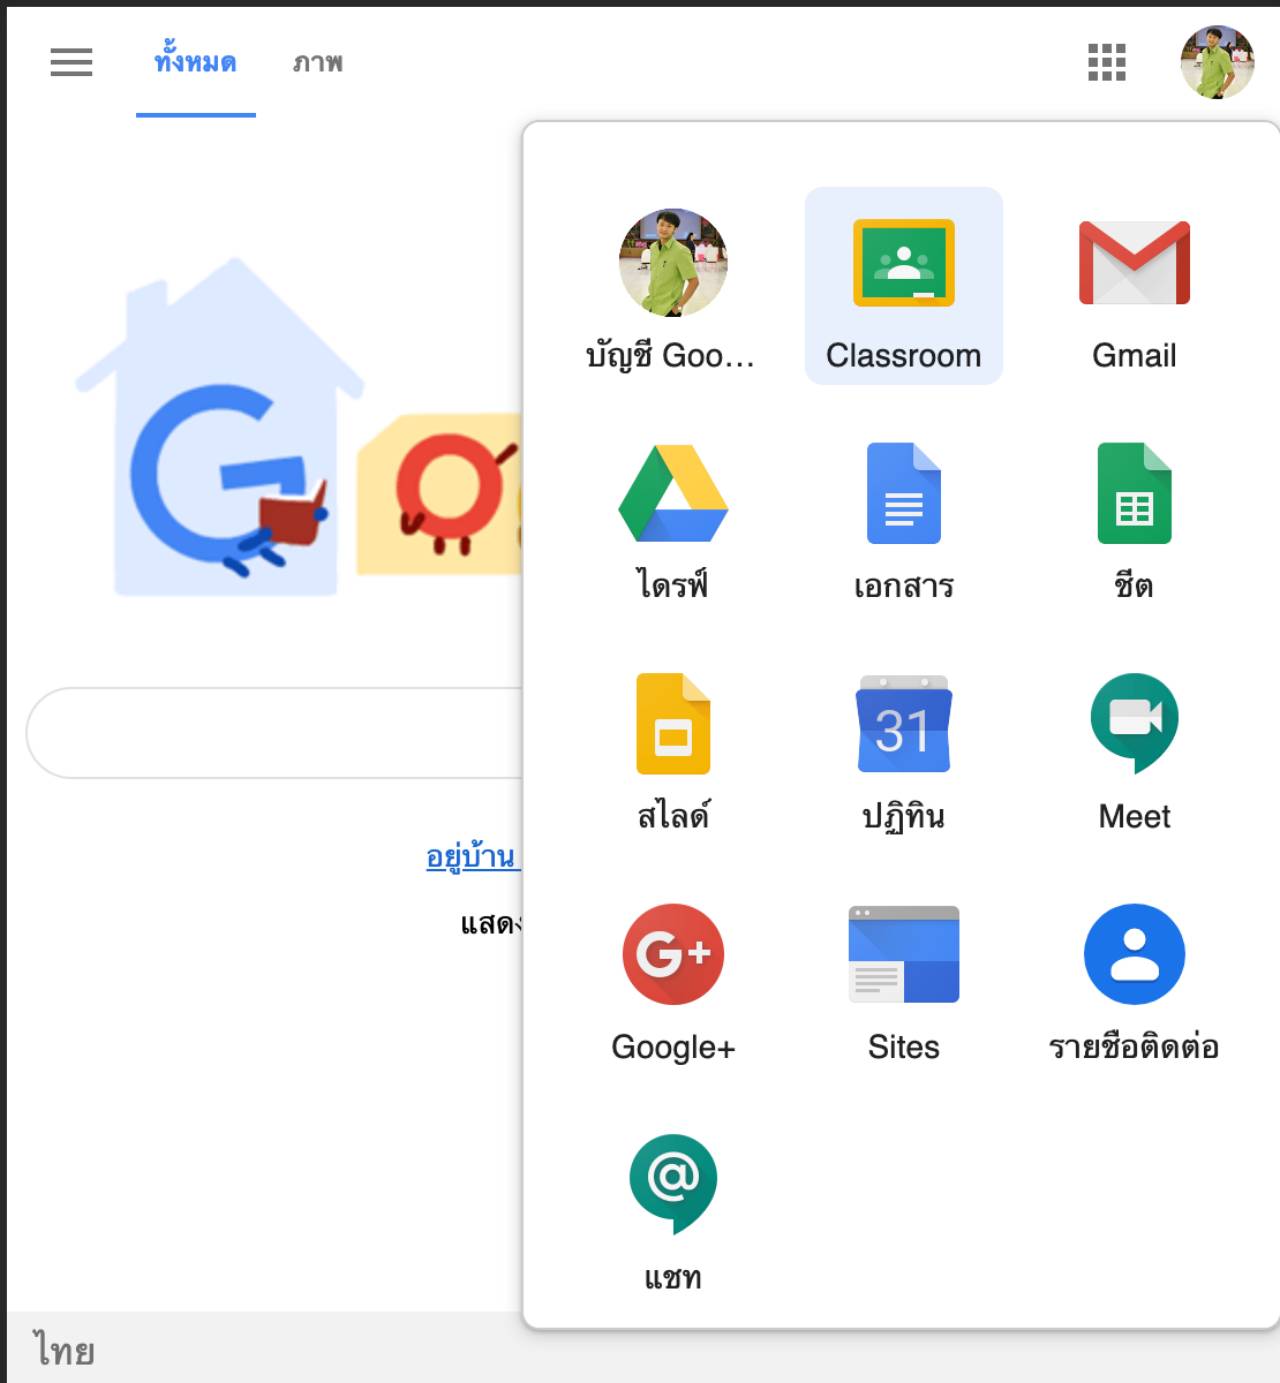 ทั้งหมด ภาพ
บัญชี Goo...
Classroom
Gmail
ไดรฟ์
เอกสาร
ชีต
สไลด์
31
ปฏิทิน
Meet
G+
Google+
Sites
รายชื่อติดต่อ
@
แชท
G
อยู่บ้าน
แสดง
ไทย